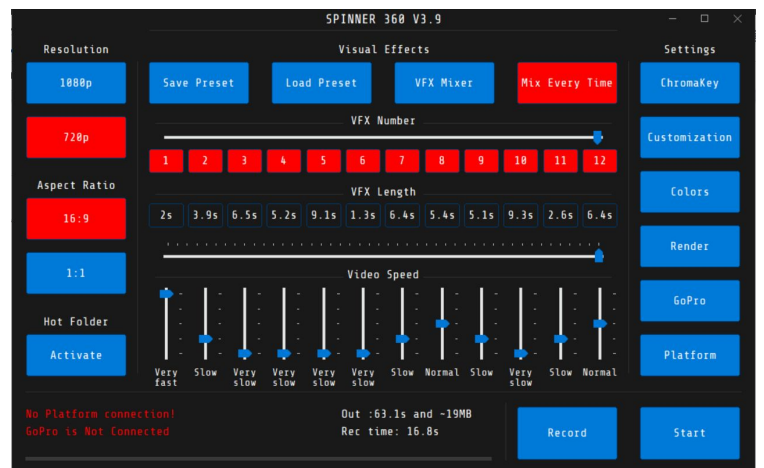 SPINNER 360 V3.9
Resolution
1080p
720p
Aspect Ratio
16:9
1:1
Hot Folder
Activate
Visual Effects
Save Preset Load Preset VFX Mixer Mix Every Time
VFX Number
1 2 3 4 5 6 7 8 9 10 11 12
VFX Length
2s 3.9s 6.5s 5.2s 9.1s 1.3s 6.4s 5.4s 5.1s 9.3s 2.6s 6.4s
Video Speed
Very fast Slow Very slow Very slow Very slow Very slow Slow Normal Slow Very slow Slow Normal
Settings
ChromaKey
Customization
Colors
Render
GoPro
Platform
No Platform connection!
GoPro is Not Connected
Out :63.1s and ~19MB
Rec time: 16.8s
Record
Start